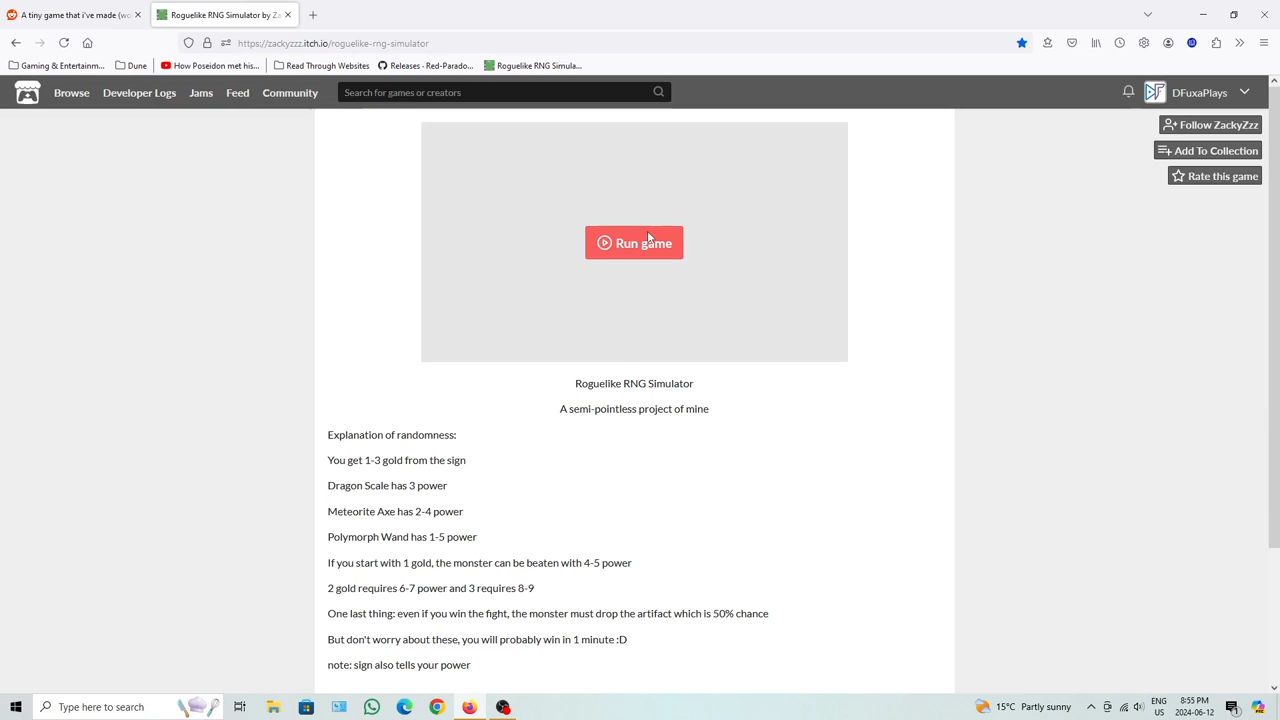 A tiny game that i've made (wo
Roguelike RNG Simulator by Za
https://zackyzzz.itch.io/roguelike-rng-simulator
Gaming & Entertainm...
Dune
How Poseidon met his...
Read Through Websites
Releases · Red-Parado...
Roguelike RNG Simula...
Browse
Developer Logs
Jams
Feed
Community
Search for games or creators
DFuxaPlays
Follow ZackyZzz
Add To Collection
Rate this game
Run game
Roguelike RNG Simulator
A semi-pointless project of mine
Explanation of randomness:
You get 1-3 gold from the sign
Dragon Scale has 3 power
Meteorite Axe has 2-4 power
Polymorph Wand has 1-5 power
If you start with 1 gold, the monster can be beaten with 4-5 power
2 gold requires 6-7 power and 3 requires 8-9
One last thing: even if you win the fight, the monster must drop the artifact which is 50% chance
But don't worry about these, you will probably win in 1 minute :D
note: sign also tells your power
Type here to search
15°C Partly sunny
ENG
US
8:55 PM
2024-06-12